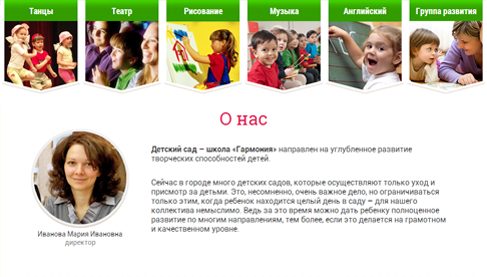 Танцы Театр Рисование Музыка Английский Группа развития
О нас
Детский сад – школа «Гармония» направлен на углубленное развитие
творческих способностей детей.
Сейчас в городе много детских садов, которые осуществляют только уход и
присмотр за детьми. Это, несомненно, очень важное дело, но ограничиваться
только этим, когда ребенок находится целый день в саду – для нашего
коллектива немыслимо. Ведь за это время можно дать ребенку полноценное
развитие по многим направлениям, тем более, если это делается на грамотном
и качественном уровне.
Иванова Мария Ивановна
директор